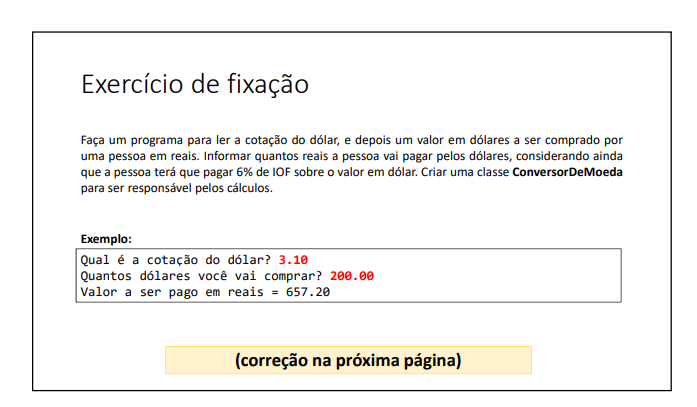 Exercício de fixação
Faça um programa para ler a cotação do dólar, e depois um valor em dólares a ser comprado por
uma pessoa em reais. Informar quantos reais a pessoa vai pagar pelos dólares, considerando ainda
que a pessoa terá que pagar 6% de IOF sobre o valor em dólar. Criar uma classe ConversorDeMoeda
para ser responsável pelos cálculos.
Exemplo:
Qual é a cotação do dólar? 3.10
Quantos dólares você vai comprar? 200.00
Valor a ser pago em reais = 657.20
(correção na próxima página)